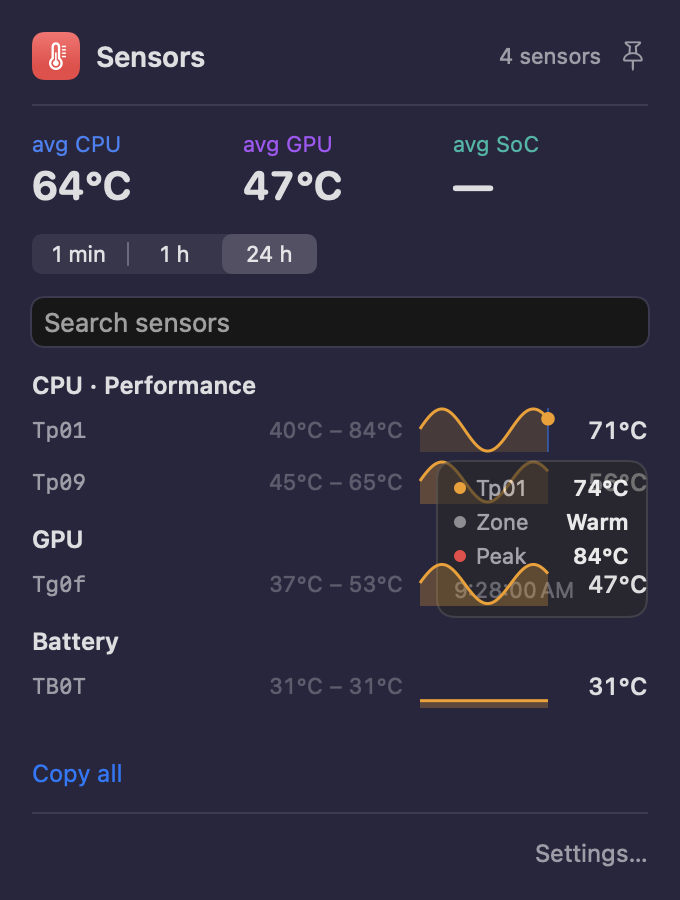 Sensors
4 sensors
avg CPU avg GPU avg SoC
64°C 47°C —
1 min 1 h 24 h
Search sensors
CPU · Performance
Tp01 40°C – 84°C 71°C
Tp09 45°C – 65°C
Tp01 74°C
Zone Warm
Peak 84°C
9:28:00 AM
GPU
Tg0f 37°C – 53°C 47°C
Battery
TB0T 31°C – 31°C 31°C
Copy all
Settings...